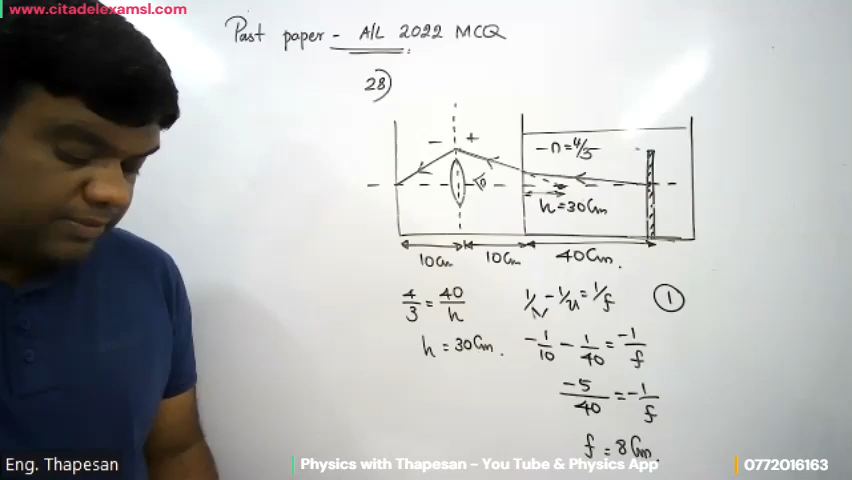 www.citadelexamsl.com
Past paper - A/L 2022 MCQ
28)
- +
n = 4/3
h = 30Cm
10Cm 10Cm 40Cm.
4/3 = 40/h
h = 30Cm.
1/v - 1/u = 1/f ①
-1/10 - 1/40 = -1/f
-5/40 = -1/f
f = 8Cm.
Eng. Thapesan
Physics with Thapesan - You Tube & Physics App
0772016163